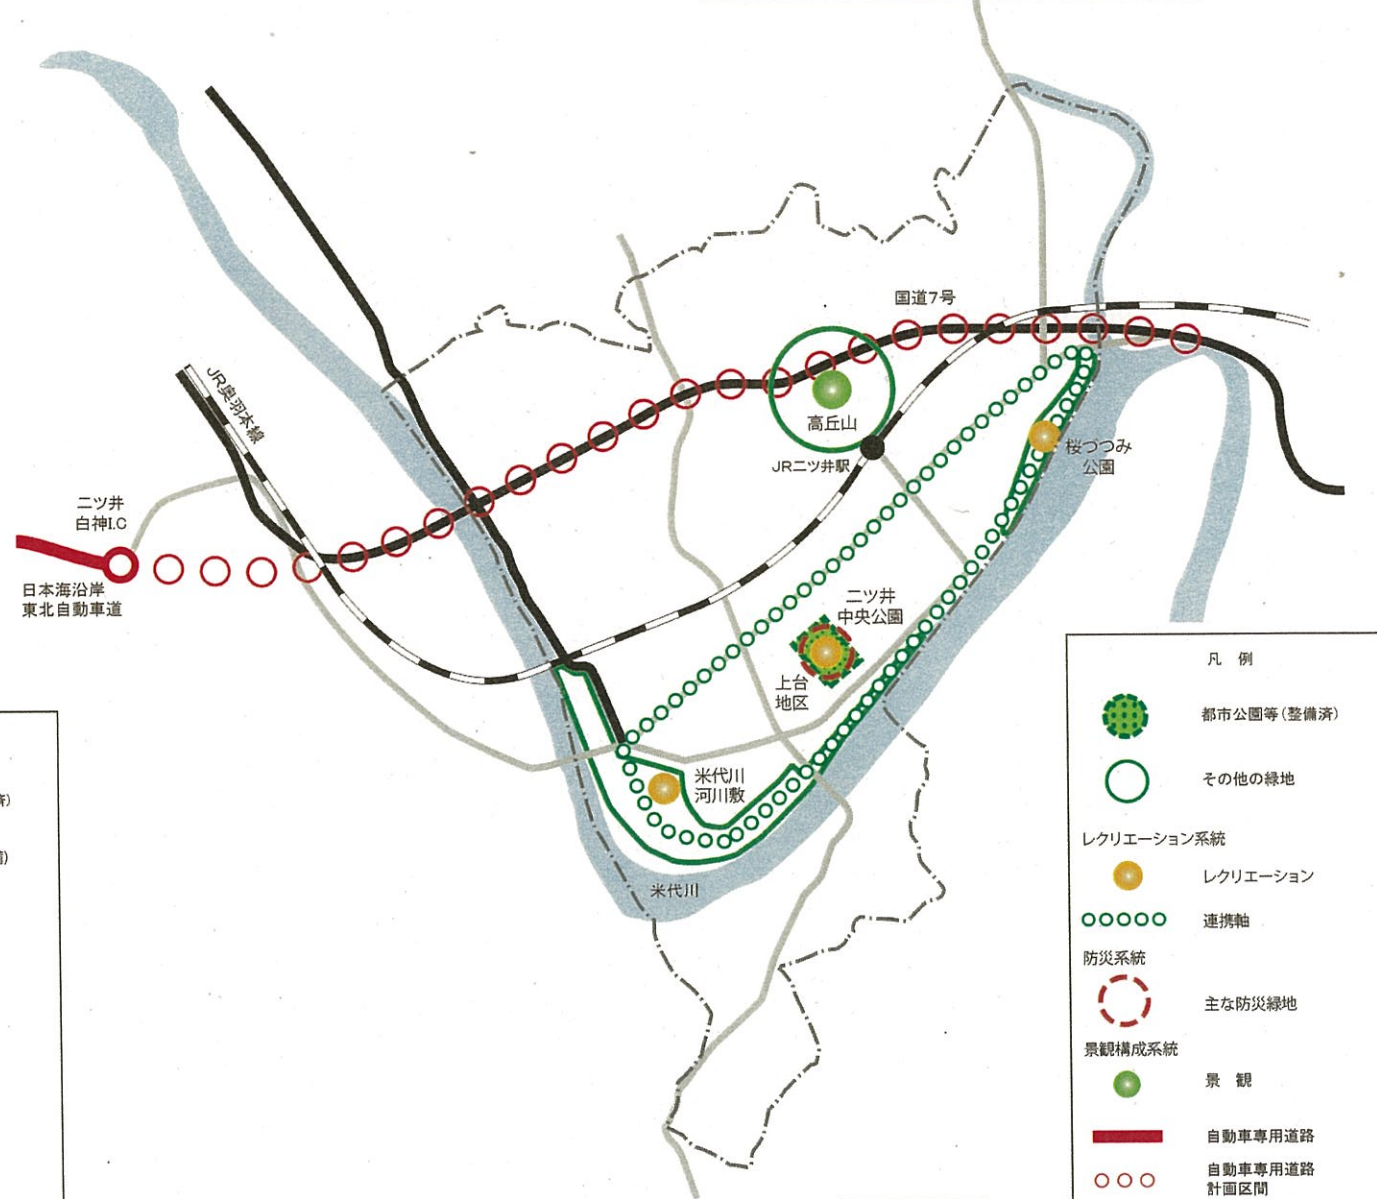 国道7号
JR奥羽本線
高丘山
JR二ツ井駅
桜づつみ
公園
二ツ井
白神I.C
日本海沿岸
東北自動車道
二ツ井
中央公園
上台
地区
米代川
河川敷
米代川
凡 例
都市公園等(整備済)
その他の緑地
レクリエーション系統
レクリエーション
連携軸
防災系統
主な防災緑地
景観構成系統
景 観
自動車専用道路
自動車専用道路
計画区間